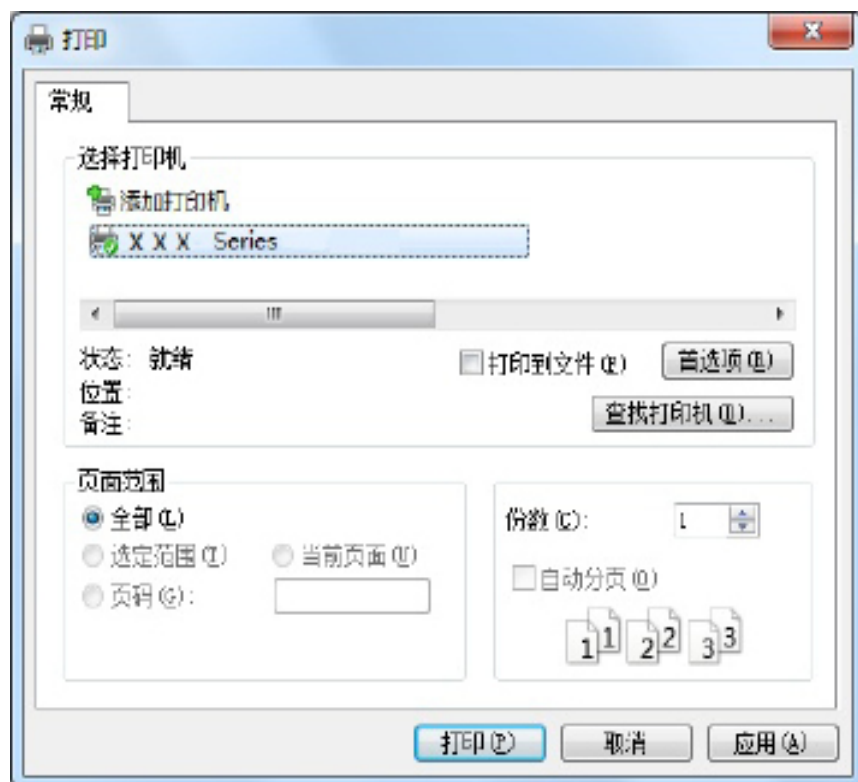 打印
常规
选择打印机
添加打印机
X X X Series
状态： 就绪
打印到文件(F) 首选项(R)
位置：
查找打印机(D)...
备注：
页面范围
全部(L)
选定范围(T) 当前页面(U)
页码(G)：
份数(C)： 1
自动分页(O)
1 1 2 2 3 3
打印(P) 取消 应用(A)